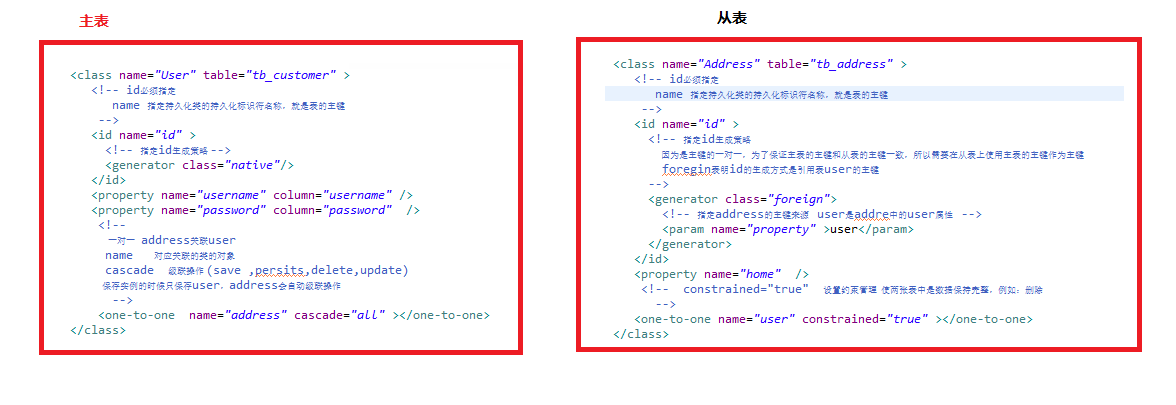 主表
<class name="User" table="tb_customer" >
<!-- id必须指定
name 指定持久化类的持久化标识符名称，就是表的主键
-->
<id name="id" >
<!-- 指定id生成策略-->
<generator class="native"/>
</id>
<property name="username" column="username" />
<property name="password" column="password"  />
<!--
一对一 address关联user
name   对应关联的类的对象
cascade  级联操作(save ,persits,delete,update)
保存实例的时候只保存user，address会自动级联操作
-->
<one-to-one  name="address" cascade="all" ></one-to-one>
</class>
从表
<class name="Address" table="tb_address" >
<!-- id必须指定
name 指定持久化类的持久化标识符名称，就是表的主键
-->
<id name="id" >
<!-- 指定id生成策略
因为是主键的一对一，为了保证主表的主键和从表的主键一致，所以需要在从表上使用主表的主键作为主键
foregin表明id的生成方式是引用表user的主键
-->
<generator class="foreign">
<!-- 指定address的主键来源 user是addre中的user属性 -->
<param name="property" >user</param>
</generator>
</id>
<property name="home"  />
<!--  constrained="true"  设置约束管理 使两张表中是数据保持完整，例如：删除
-->
<one-to-one name="user" constrained="true" ></one-to-one>
</class>